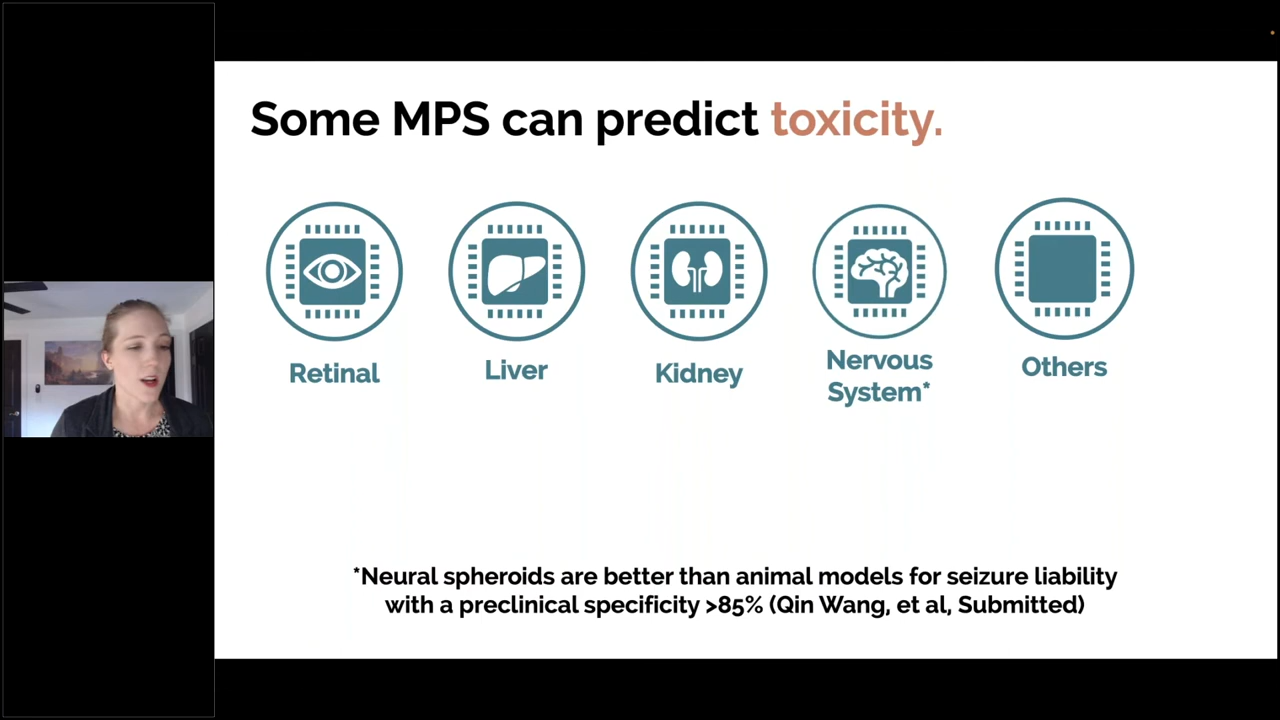 Some MPS can predict toxicity.
Retinal
Liver
Kidney
Nervous
System*
Others
*Neural spheroids are better than animal models for seizure liability
with a preclinical specificity >85% (Qin Wang, et al, Submitted)